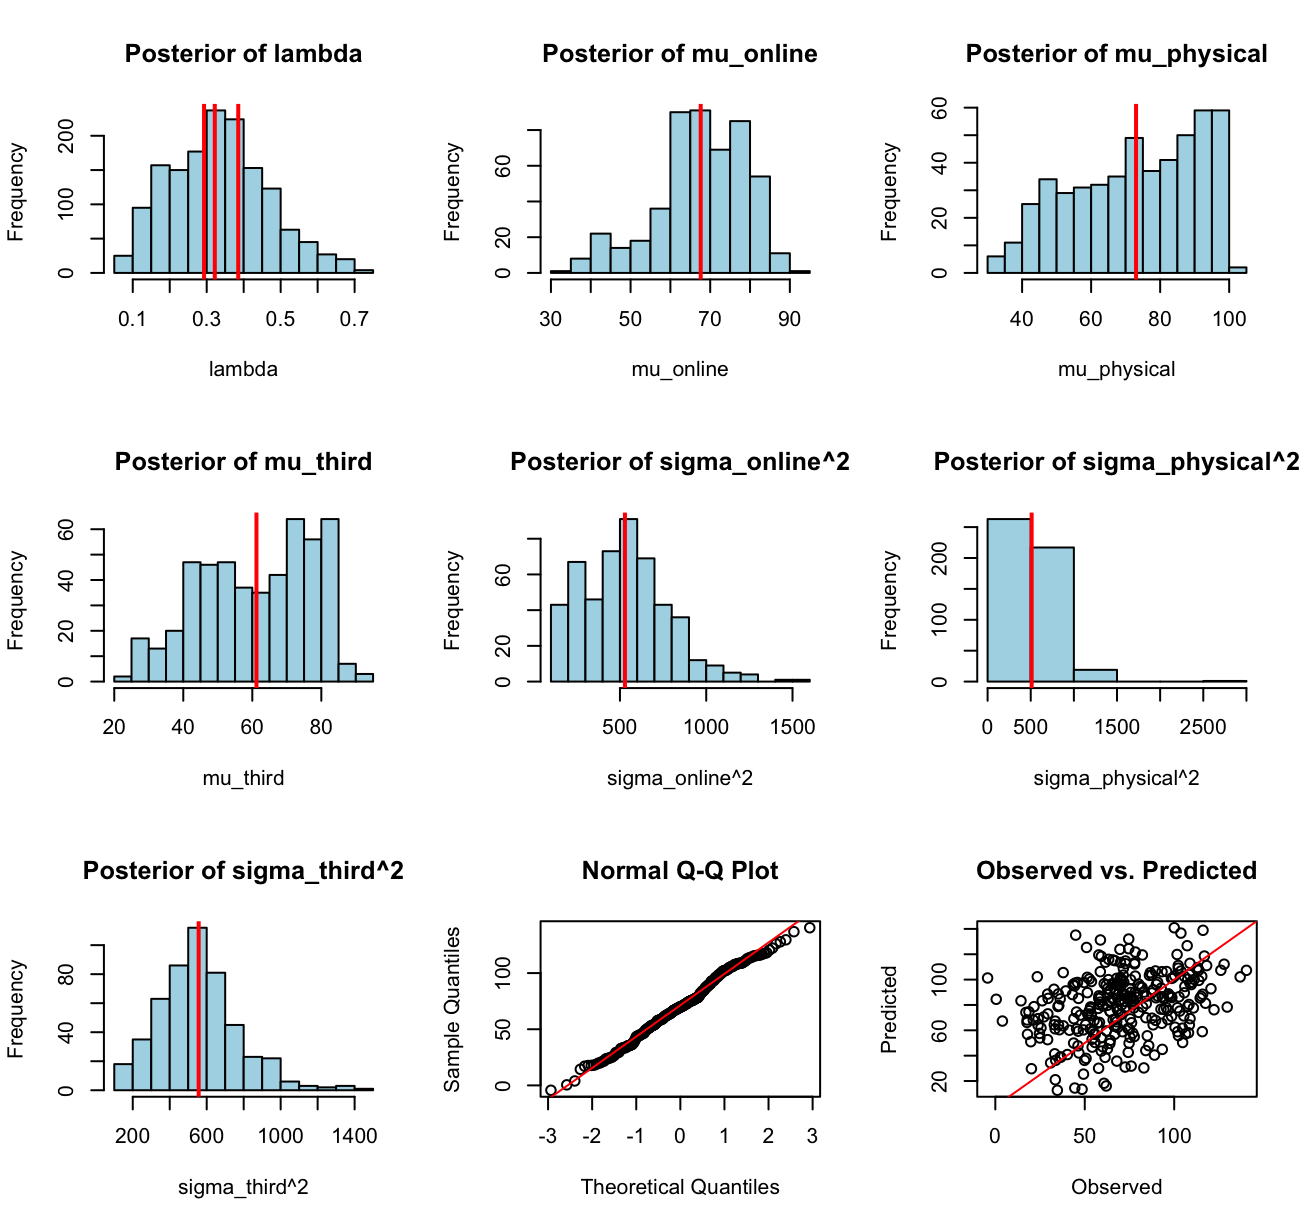 Posterior of lambda
Frequency
0 100 200
0.1 0.3 0.5 0.7
lambda
Posterior of mu_online
Frequency
0 20 60
30 50 70 90
mu_online
Posterior of mu_physical
Frequency
0 20 40 60
40 60 80 100
mu_physical
Posterior of mu_third
Frequency
0 20 40 60
20 40 60 80
mu_third
Posterior of sigma_online^2
Frequency
0 20 60
500 1000 1500
sigma_online^2
Posterior of sigma_physical^2
Frequency
0 100 200
0 500 1500 2500
sigma_physical^2
Posterior of sigma_third^2
Frequency
0 40 80
200 600 1000 1400
sigma_third^2
Normal Q-Q Plot
Sample Quantiles
0 50 100
-3 -2 -1 0 1 2 3
Theoretical Quantiles
Observed vs. Predicted
Predicted
20 60 100
0 50 100
Observed